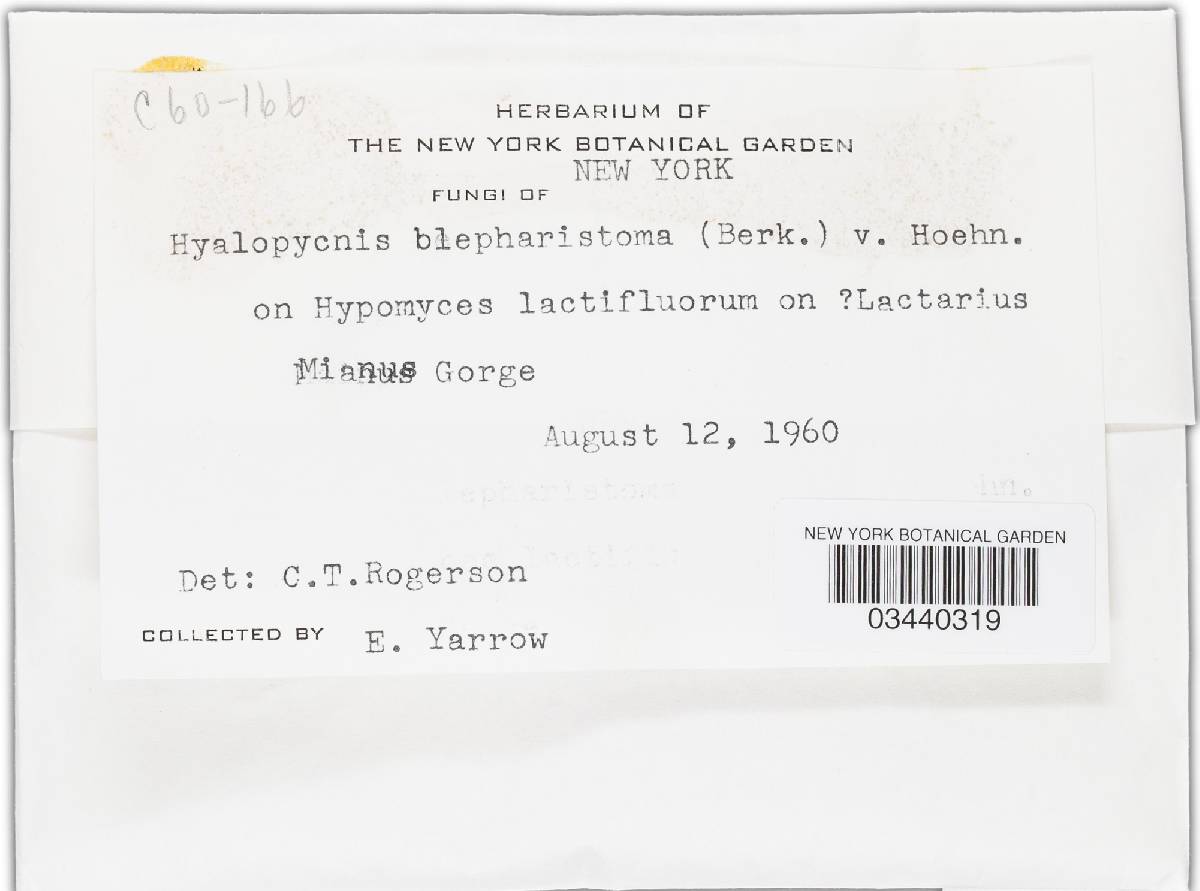 C60-166
HERBARIUM OF
THE NEW YORK BOTANICAL GARDEN
NEW YORK
FUNGI OF
Hyalopycnis blepharistoma (Berk.) v. Hoehn.
on Hypomyces lactifluorum on ?Lactarius
Mianus Gorge
August 12, 1960
epharistoma
NEW YORK BOTANICAL GARDEN
03440319
Det: C.T.Rogerson
COLLECTED BY E. Yarrow